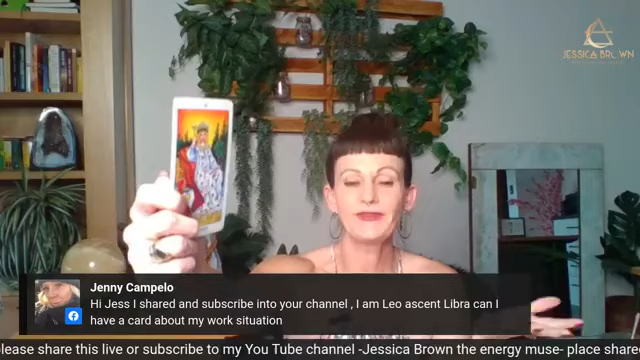 JESSICA BROWN
Jenny Campelo
Hi Jess I shared and subscribe into your channel , I am Leo ascent Libra can I
have a card about my work situation
lease share this live or subscribe to my You Tube channel -Jessica Brown the energy muse- place share